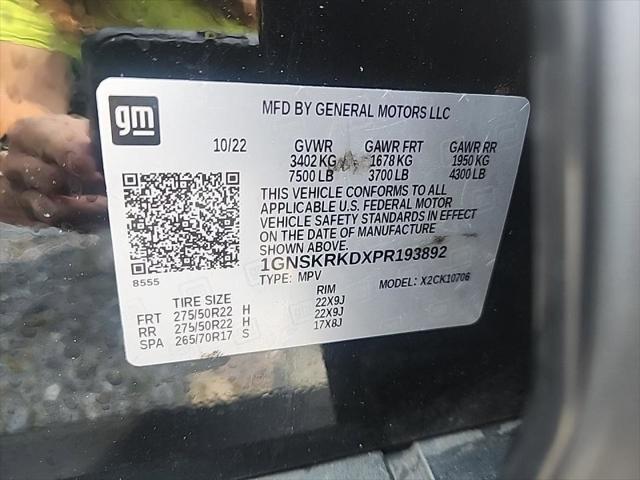 gm
MFD BY GENERAL MOTORS LLC
10/22 GVWR GAWR FRT GAWR RR
3402 KG 1678 KG 1950 KG
7500 LB 3700 LB 4300 LB
THIS VEHICLE CONFORMS TO ALL
APPLICABLE U.S. FEDERAL MOTOR
VEHICLE SAFETY STANDARDS IN EFFECT
ON THE DATE OF MANUFACTURE
SHOWN ABOVE.
1GNSKRKDXPR193892
8555
TYPE: MPV MODEL: X2CK10706
TIRE SIZE RIM
FRT 275/50R22 H 22X9J
RR 275/50R22 H 22X9J
SPA 265/70R17 S 17X8J